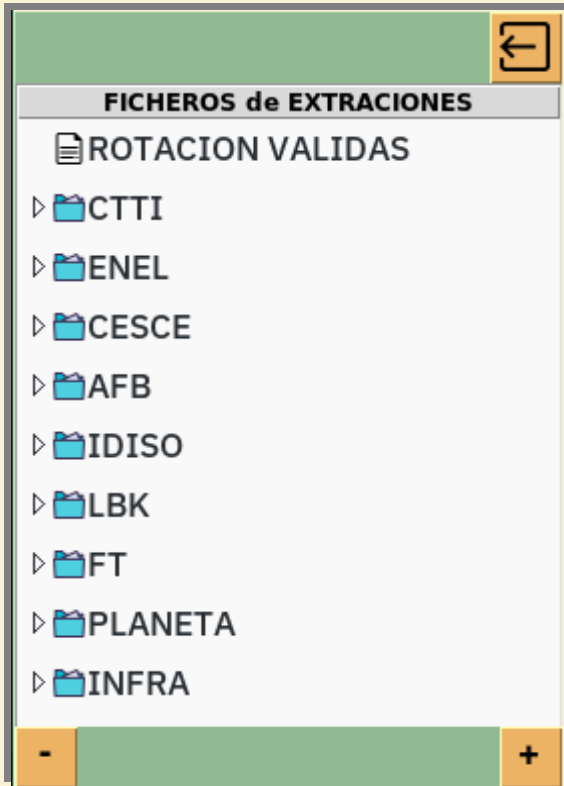 FICHEROS de EXTRACIONES
ROTACION VALIDAS
CTTI
ENEL
CESCE
AFB
IDISO
LBK
FT
PLANETA
INFRA
- +